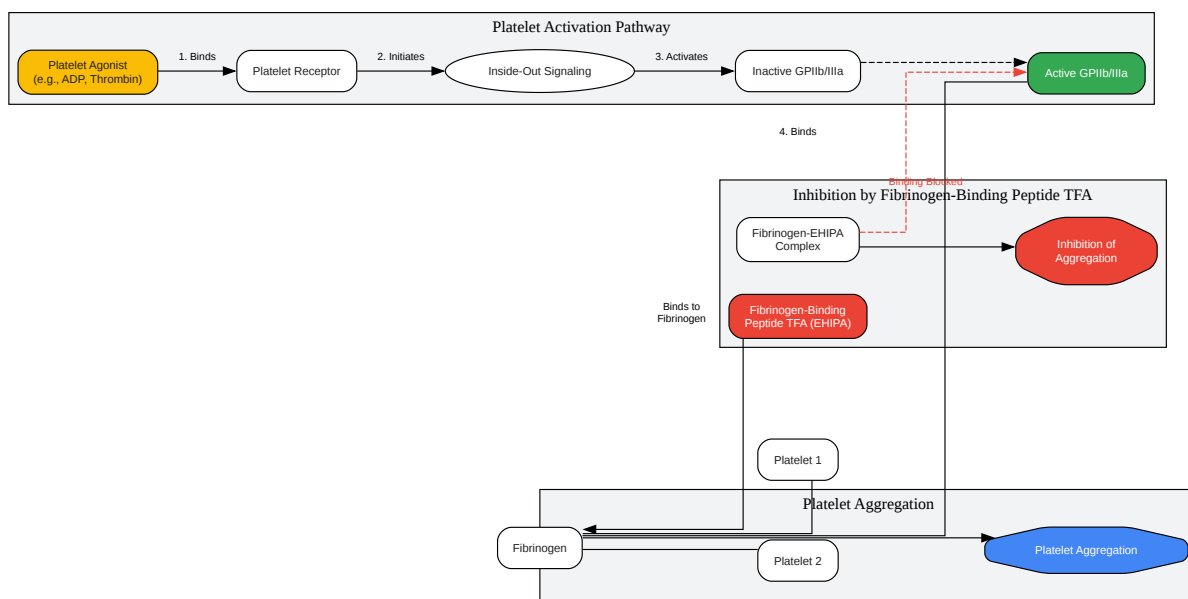 Platelet Activation Pathway
Platelet Agonist
(e.g., ADP, Thrombin)
1. Binds
Platelet Receptor
2. Initiates
Inside-Out Signaling
3. Activates
Inactive GPIIb/IIIa
Active GPIIb/IIIa
4. Binds
Binding Blocked
Inhibition by Fibrinogen-Binding Peptide TFA
Fibrinogen-EHIPA
Complex
Inhibition of
Aggregation
Binds to
Fibrinogen
Fibrinogen-Binding
Peptide TFA (EHIPA)
Platelet 1
Platelet Aggregation
Fibrinogen
Platelet 2
Platelet Aggregation